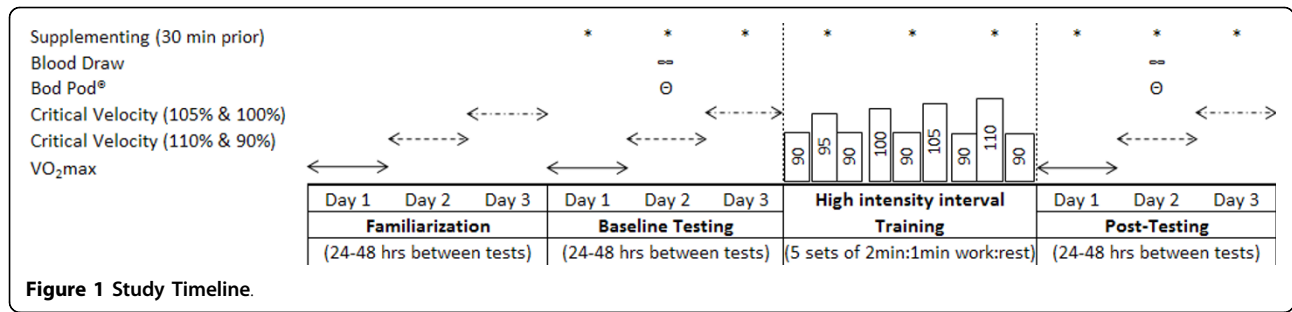 Supplementing (30 min prior) * * * * * * * * *
Blood Draw ∞ ∞
Bod Pod® Θ Θ
Critical Velocity (105% & 100%)
Critical Velocity (110% & 90%)
VO₂max
90 95 90 100 90 105 90 110 90
Day 1 Day 2 Day 3 Day 1 Day 2 Day 3 High intensity interval Day 1 Day 2 Day 3
Familiarization Baseline Testing Training Post-Testing
(24-48 hrs between tests) (24-48 hrs between tests) (5 sets of 2min:1min work:rest) (24-48 hrs between tests)
Figure 1 Study Timeline.